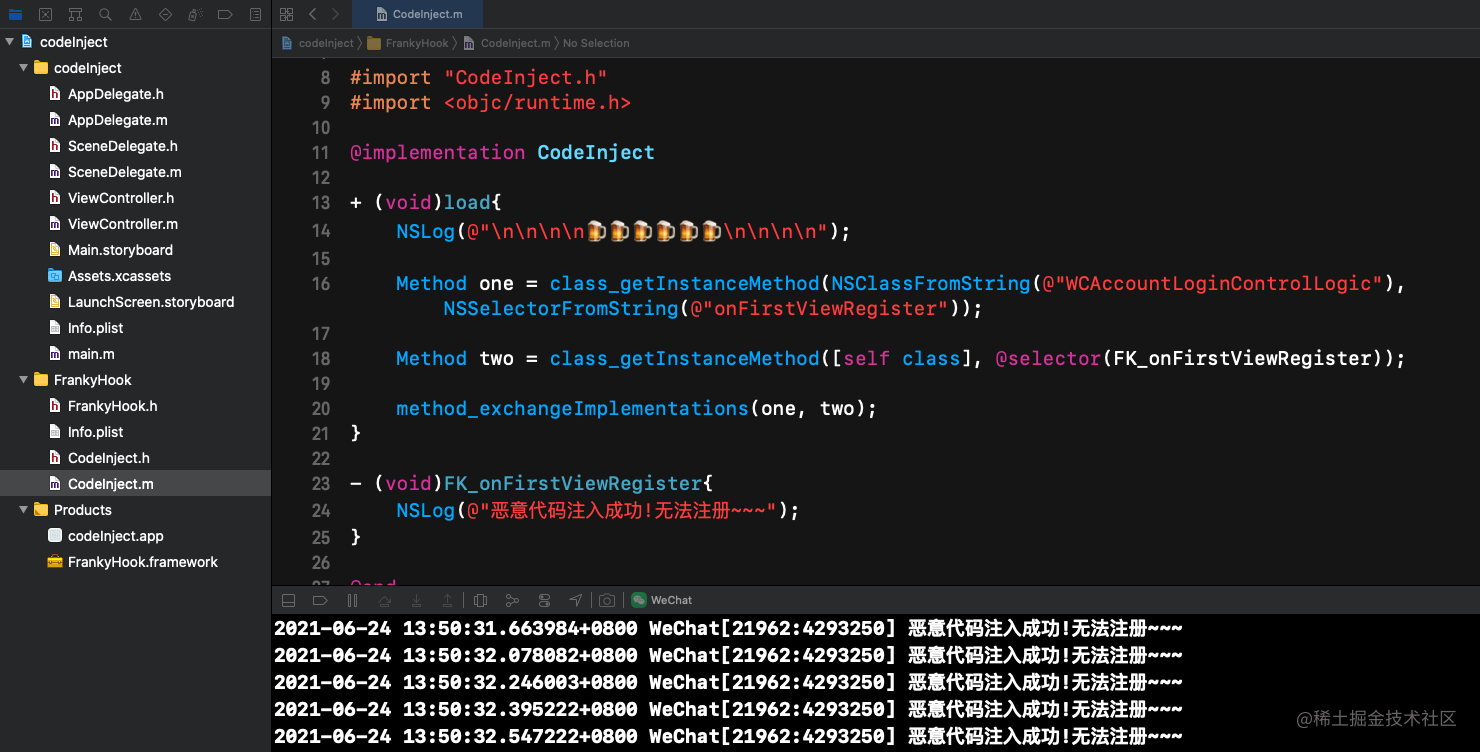 CodeInject.m
codeInject
codeInject
AppDelegate.h
AppDelegate.m
SceneDelegate.h
SceneDelegate.m
ViewController.h
ViewController.m
Main.storyboard
Assets.xcassets
LaunchScreen.storyboard
Info.plist
main.m
FrankyHook
FrankyHook.h
Info.plist
CodeInject.h
CodeInject.m
Products
codeInject.app
FrankyHook.framework
codeInject 〉 FrankyHook 〉 CodeInject.m 〉 No Selection
8 #import "CodeInject.h"
9 #import <objc/runtime.h>
10
11 @implementation CodeInject
12
13 + (void)load{
14 NSLog(@"\n\n\n\n🍺🍺🍺🍺🍺🍺\n\n\n\n");
15
16 Method one = class_getInstanceMethod(NSClassFromString(@"WCAccountLoginControlLogic"),
NSSelectorFromString(@"onFirstViewRegister"));
17
18 Method two = class_getInstanceMethod([self class], @selector(FK_onFirstViewRegister));
19
20 method_exchangeImplementations(one, two);
21 }
22
23 - (void)FK_onFirstViewRegister{
24 NSLog(@"恶意代码注入成功!无法注册~~~");
25 }
26
27 @end
WeChat
2021-06-24 13:50:31.663984+0800 WeChat[21962:4293250] 恶意代码注入成功!无法注册~~~
2021-06-24 13:50:32.078082+0800 WeChat[21962:4293250] 恶意代码注入成功!无法注册~~~
2021-06-24 13:50:32.246003+0800 WeChat[21962:4293250] 恶意代码注入成功!无法注册~~~
2021-06-24 13:50:32.395222+0800 WeChat[21962:4293250] 恶意代码注入成功!无法注册~~~
2021-06-24 13:50:32.547222+0800 WeChat[21962:4293250] 恶意代码注入成功!无法注册~~~
@稀土掘金技术社区